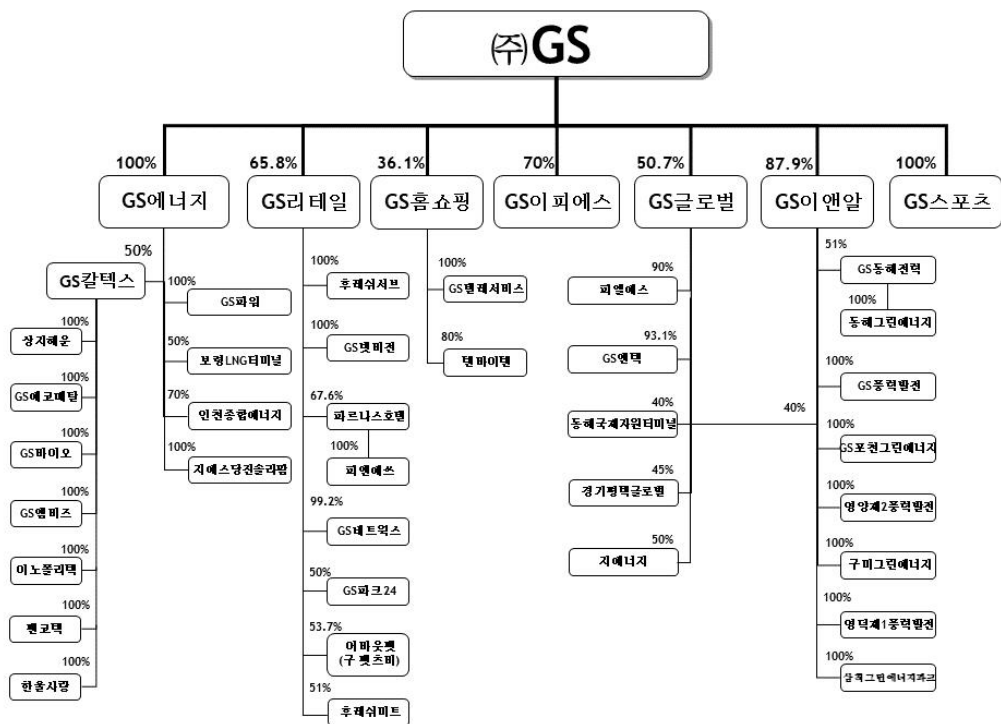 ㈜GS
100%
GS에너지
65.8%
GS리테일
36.1%
GS홈쇼핑
70%
GS이피에스
50.7%
GS글로벌
87.9%
GS이앤알
100%
GS스포츠
50%
GS칼텍스
100%
상지해운
100%
GS에코메탈
100%
GS바이오
100%
GS엠비즈
100%
이노폴리텍
100%
펜코텍
100%
한울사랑
100%
GS파워
50%
보령LNG터미널
70%
인천종합에너지
100%
지에스당진솔라팜
100%
후레쉬서브
100%
GS넷비전
67.6%
파르나스호텔
100%
피앤에쓰
99.2%
GS네트웍스
50%
GS파크24
53.7%
어바웃펫
(구 펫츠비)
51%
후레쉬미트
100%
GS텔레서비스
80%
텐바이텐
90%
피엘에스
93.1%
GS엔텍
40%
동해국제자원터미널
40%
45%
경기평택글로벌
50%
지에너지
51%
GS동해전력
100%
동해그린에너지
100%
GS풍력발전
100%
GS포천그린에너지
100%
영양제2풍력발전
100%
구미그린에너지
100%
영덕제1풍력발전
100%
삼척그린에너지파크